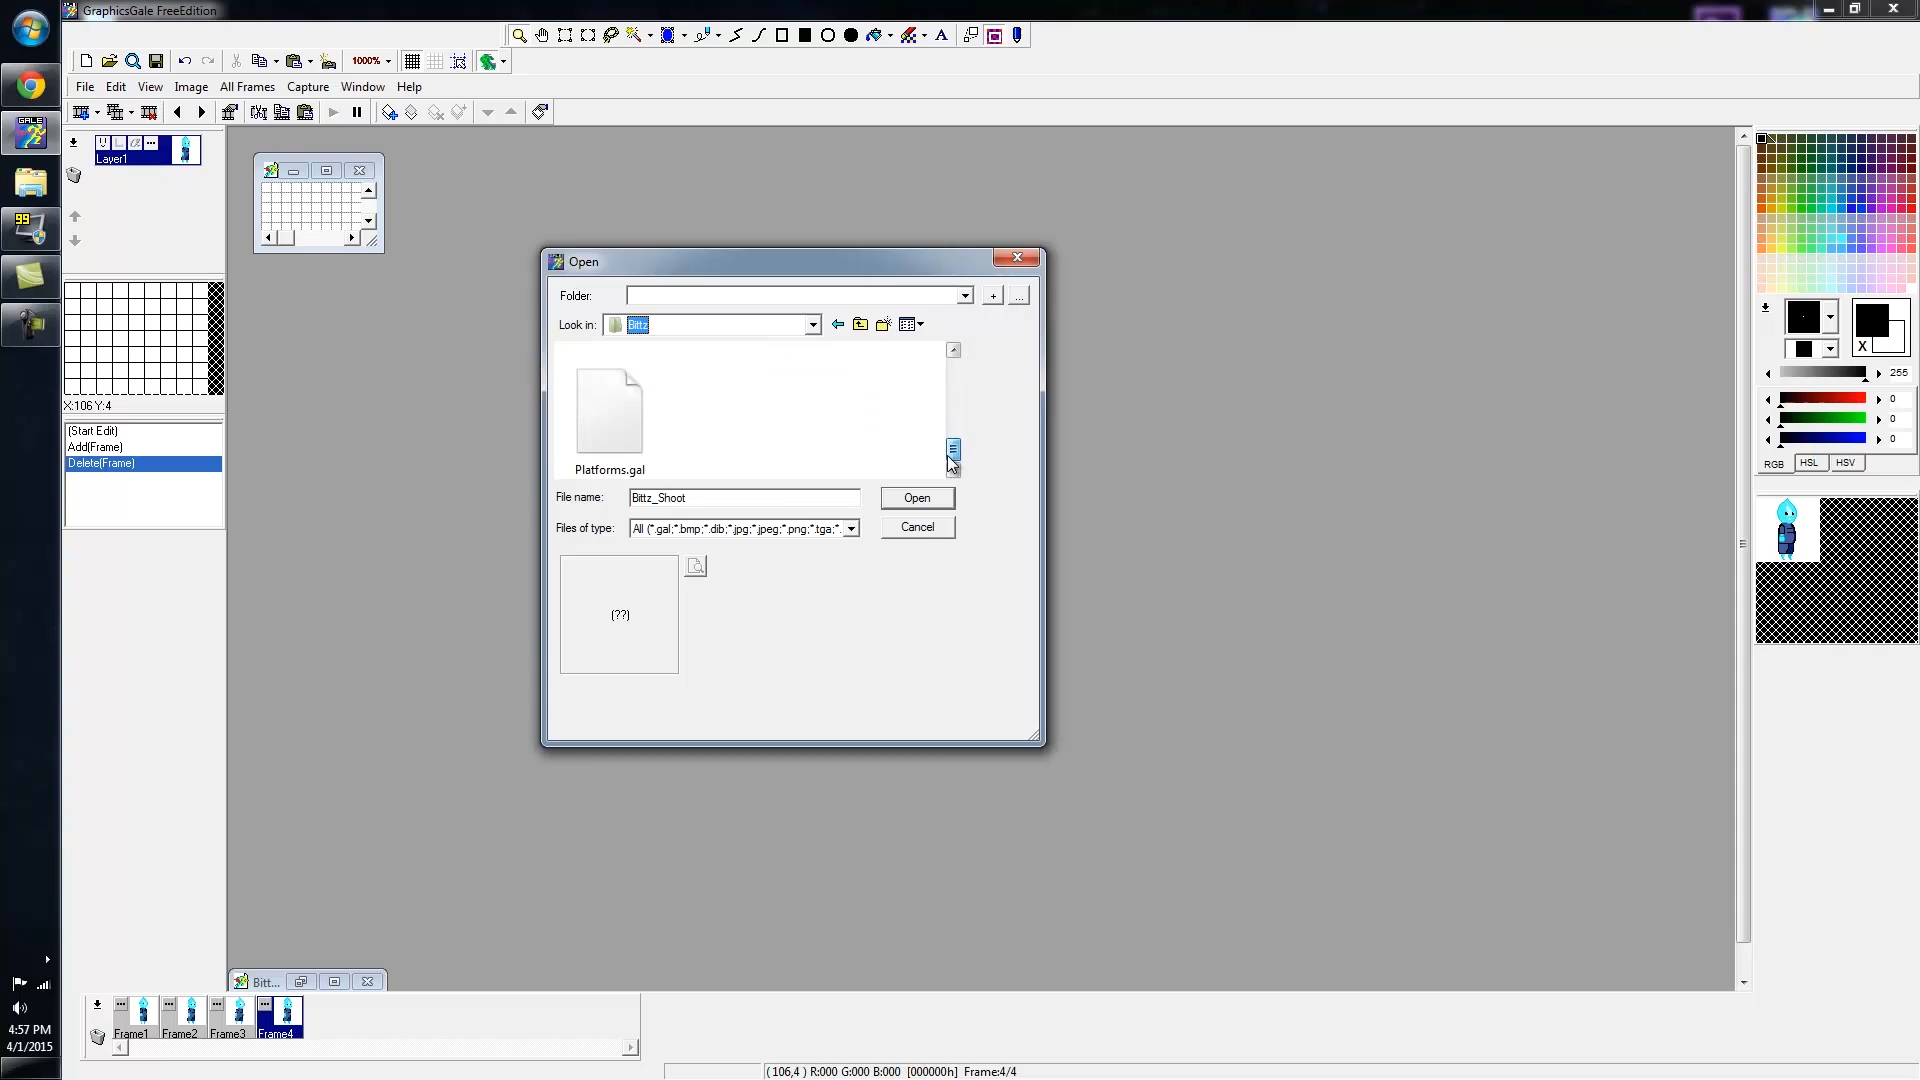 GraphicsGale FreeEdition
1000%
File Edit View Image All Frames Capture Window Help
Layer1
X:106 Y:4
(Start Edit)
Add(Frame)
Delete(Frame)
Open
Folder:
+ ...
Look in: Bittz
Platforms.gal
File name: Bittz_Shoot
Open
Files of type: All (*.gal;*.bmp;*.dib;*.jpg;*.jpeg;*.png;*.tga;*.
Cancel
(??)
X
255
0
0
0
RGB HSL HSV
GALE
99
Bitt...
Frame1 Frame2 Frame3 Frame4
4:57 PM
4/1/2015
(106,4 ) R:000 G:000 B:000 [000000h] Frame:4/4